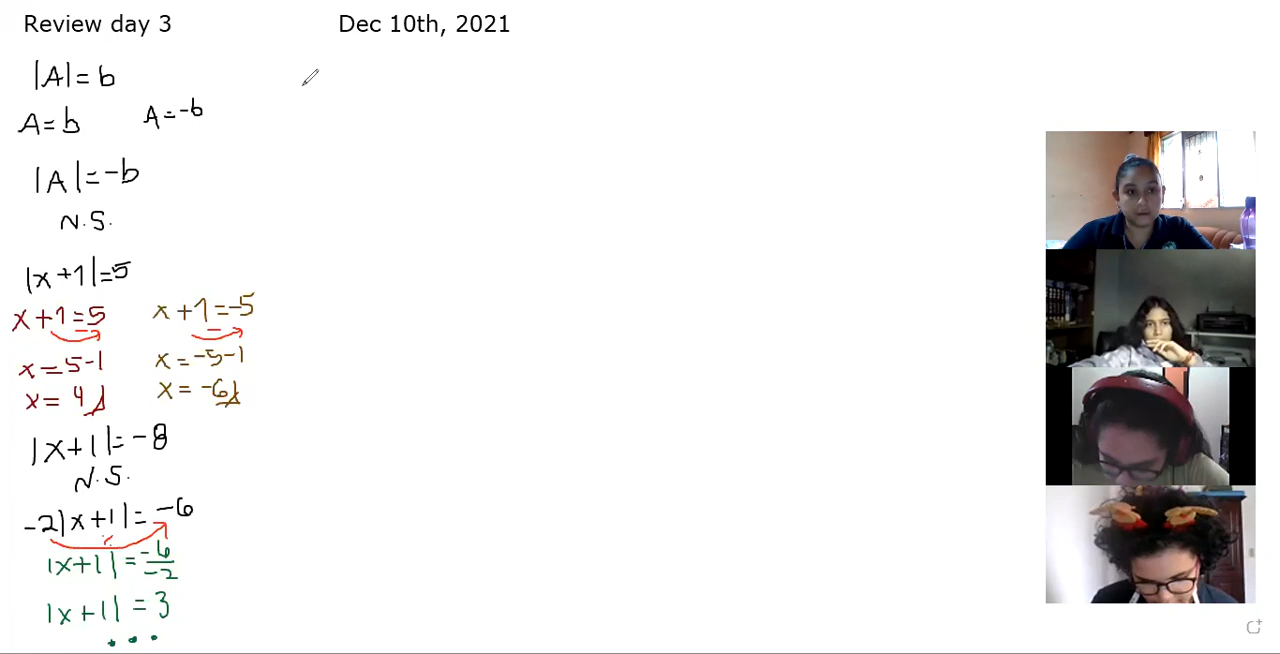 Review day 3 Dec 10th, 2021
|A| = b
A = b A = -b
|A| = -b
N.S.
|x+1| = 5
x+1 = 5 x+1 = -5
x = 5-1 x = -5-1
x = 4 x = -6
|x+1| = -8
N.S.
-2|x+1| = -6
|x+1| = -6/-2
|x+1| = 3
...